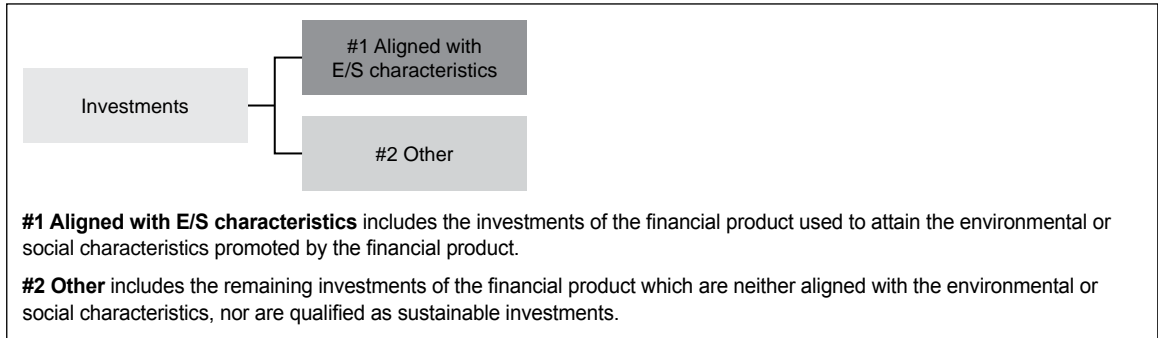 #1 Aligned with
E/S characteristics
Investments
#2 Other
#1 Aligned with E/S characteristics includes the investments of the financial product used to attain the environmental or
social characteristics promoted by the financial product.
#2 Other includes the remaining investments of the financial product which are neither aligned with the environmental or
social characteristics, nor are qualified as sustainable investments.